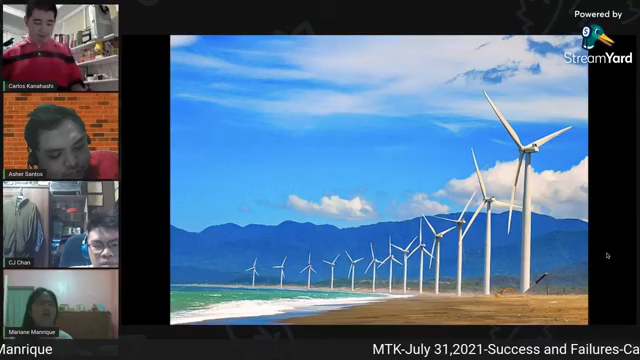 Powered by
StreamYard
Carlos Kanahashi
Asher Santos
CJ Chan
Mariane Manrique
Manrique
MTK-July 31,2021-Success and Failures-Ca